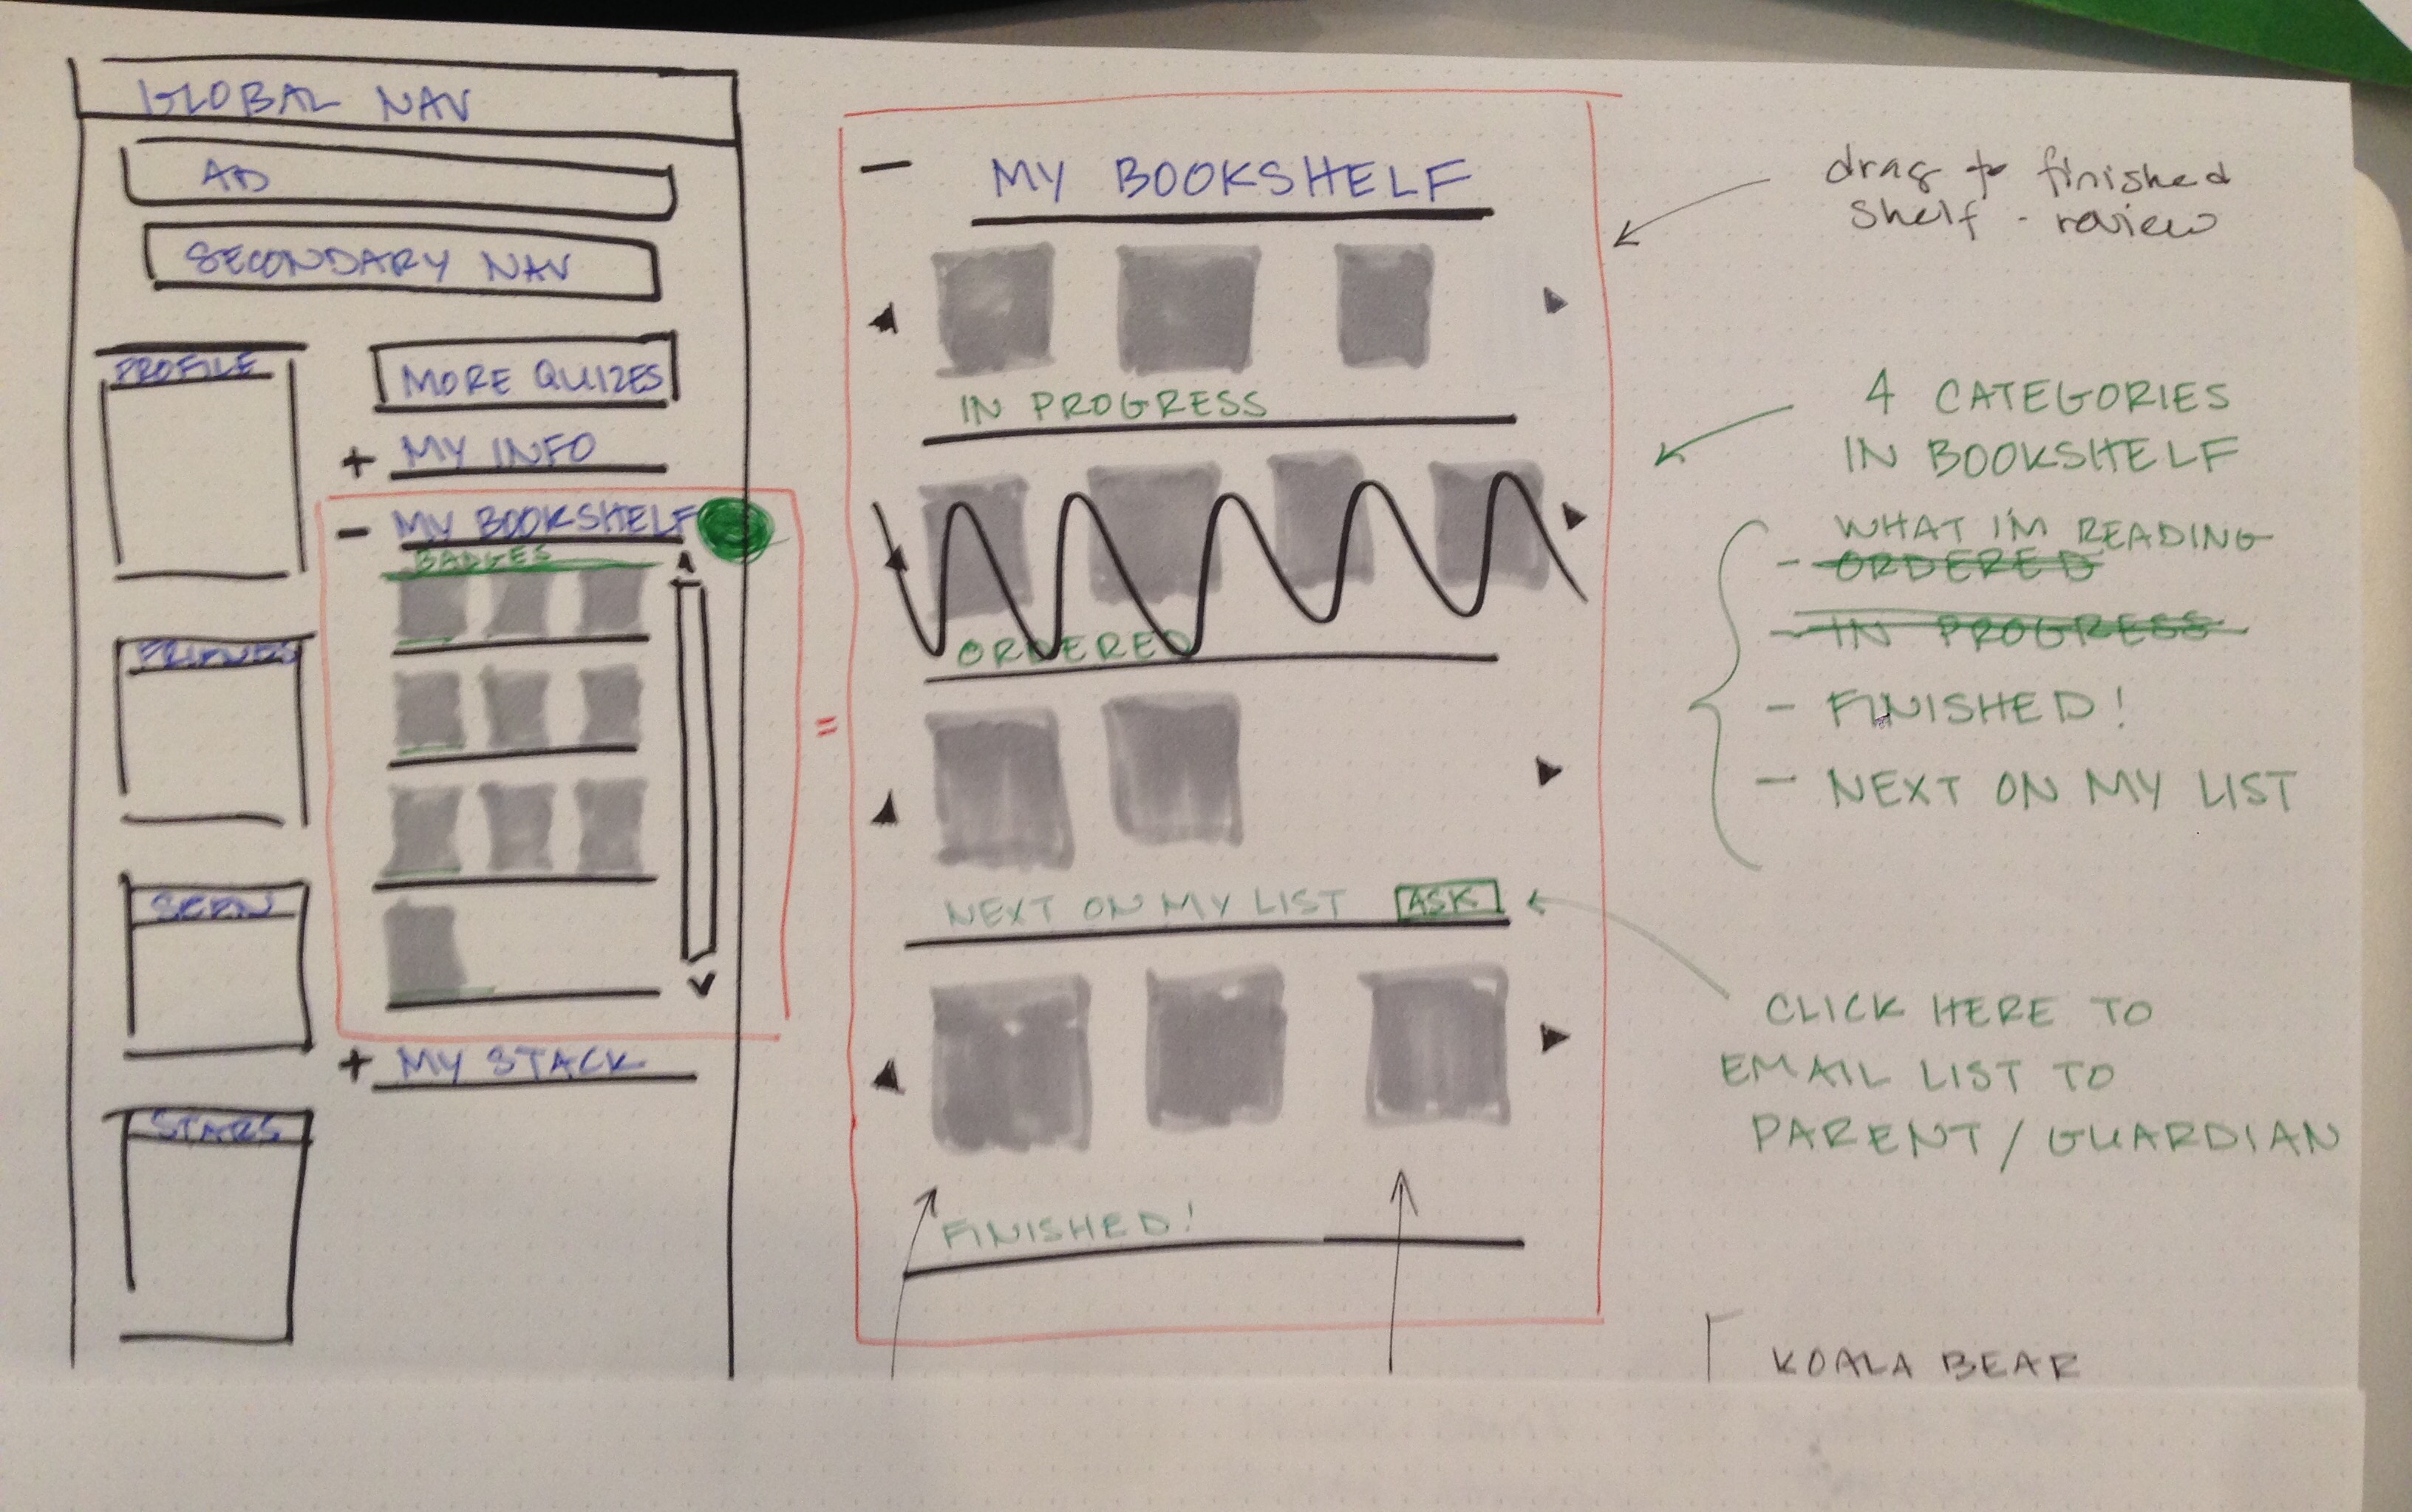 GLOBAL NAV
AD
SECONDARY NAV
PROFILE
MORE QUIZES
+ MY INFO
- MY BOOKSHELF
BADGES
FRIENDS
+ MY STACK
STARS
- MY BOOKSHELF
IN PROGRESS
ORDERED
=
NEXT ON MY LIST ASK
FINISHED!
drag to finished
shelf - review
4 CATEGORIES
IN BOOKSHELF
WHAT I'M READING
- ORDERED
- IN PROGRESS
- FINISHED!
- NEXT ON MY LIST
CLICK HERE TO
EMAIL LIST TO
PARENT / GUARDIAN
KOALA BEAR